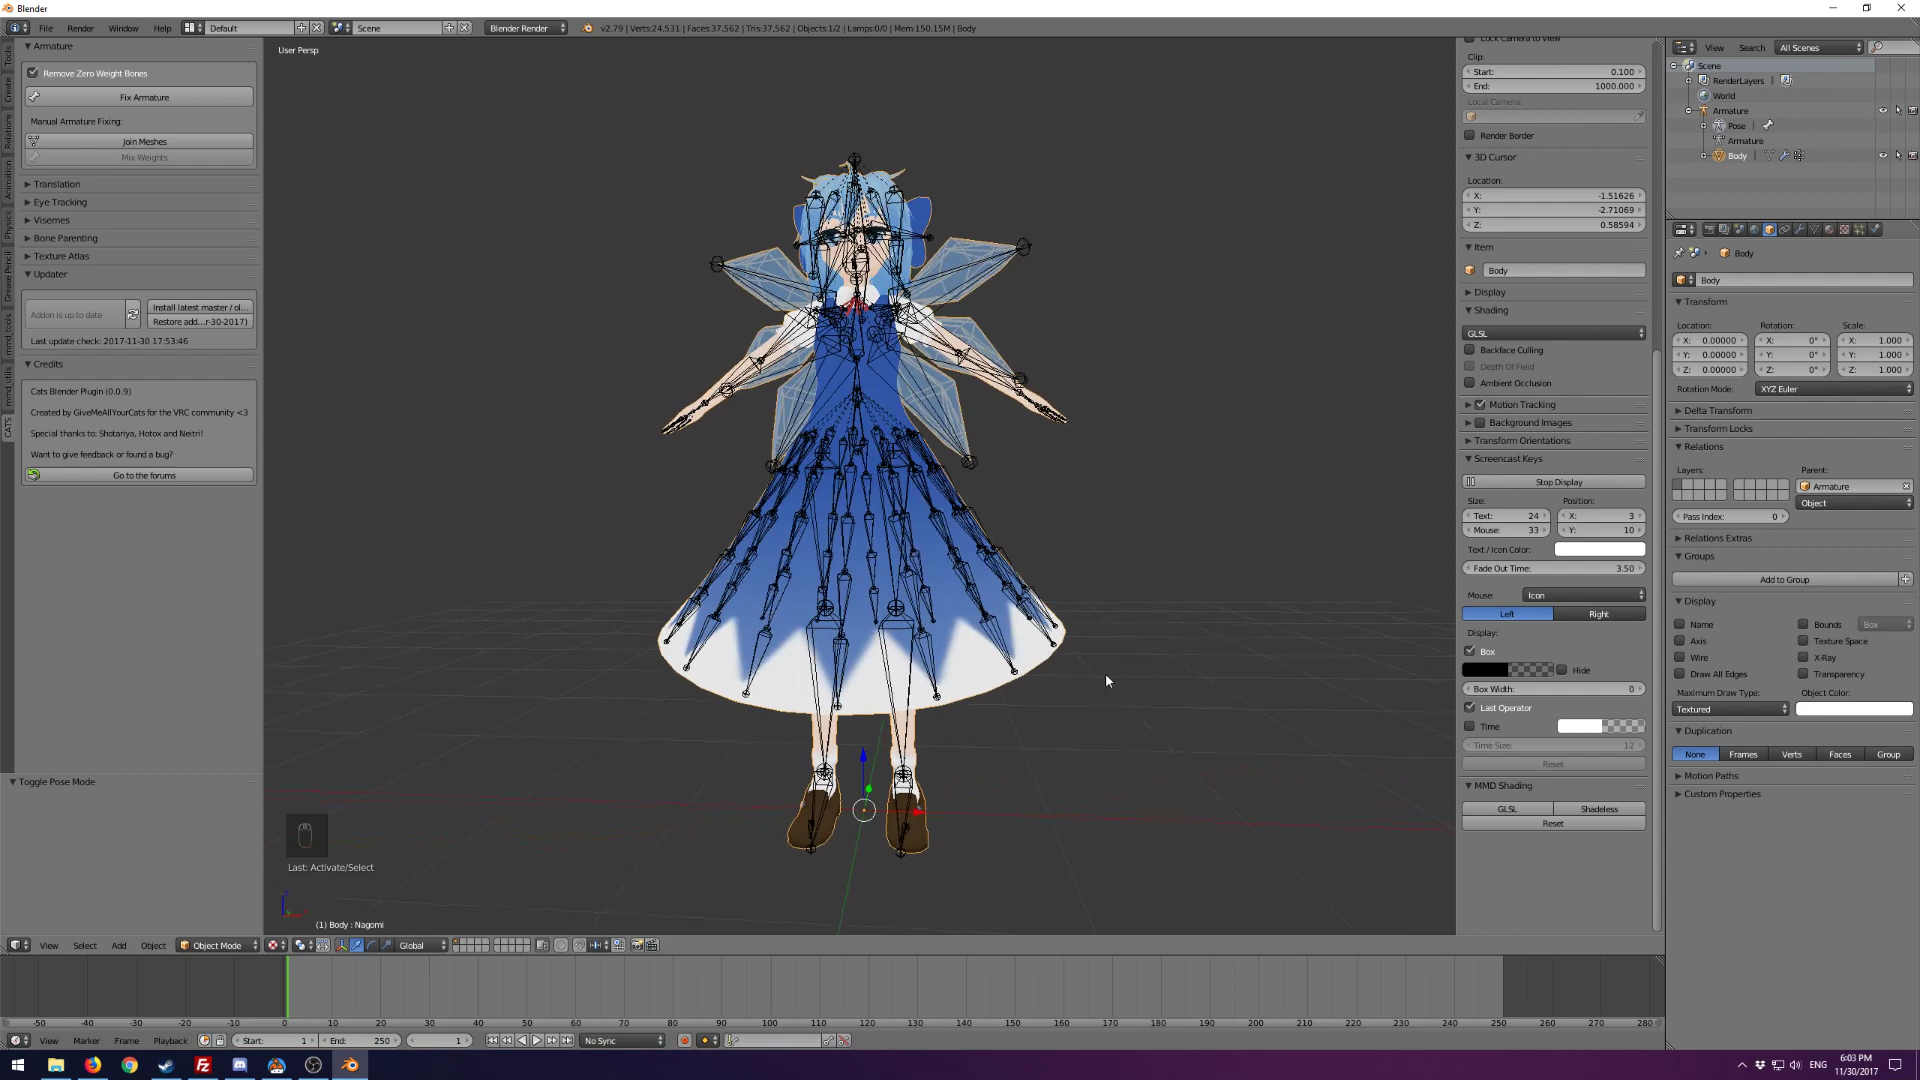 Blender
File Render Window Help Default Scene Blender Render v2.79 | Verts:24,531 | Faces:37,562 | Tris:37,562 | Objects:1/2 | Lamps:0/0 | Mem:150.15M | Body
Tools
Create
Relations
Animation
Physics
Grease Pencil
mmd_tools
mmd_utils
CATS
Armature
Remove Zero Weight Bones
Fix Armature
Manual Armature Fixing:
Join Meshes
Mix Weights
Translation
Eye Tracking
Visemes
Bone Parenting
Texture Atlas
Updater
Addon is up to date
Install latest master / ol...
Restore add...r-30-2017)
Last update check: 2017-11-30 17:53:46
Credits
Cats Blender Plugin (0.0.9)
Created by GiveMeAllYourCats for the VRC community <3
Special thanks to: Shotariya, Hotox and Neitri!
Want to give feedback or found a bug?
Go to the forums
Toggle Pose Mode
User Persp
Last: Activate/Select
(1) Body : Nagomi
Lock Camera to View
Clip:
Start: 0.100
End: 1000.000
Local Camera:
Render Border
3D Cursor
Location:
X: -1.51626
Y: -2.71069
Z: 0.58594
Item
Body
Display
Shading
GLSL
Backface Culling
Depth Of Field
Ambient Occlusion
Motion Tracking
Background Images
Transform Orientations
Screencast Keys
Stop Display
Size: Position:
Text: 24 X: 3
Mouse: 33 Y: 10
Text / Icon Color:
Fade Out Time: 3.50
Mouse: Icon
Left Right
Display:
Box
Hide
Box Width: 0
Last Operator
Time
Time Size: 12
Reset
MMD Shading
GLSL Shadeless
Reset
View Search All Scenes
Scene
RenderLayers
World
Armature
Pose
Armature
Body
Body
Body
Transform
Location: Rotation: Scale:
X: 0.00000 X: 0° X: 1.000
Y: 0.00000 Y: 0° Y: 1.000
Z: 0.00000 Z: 0° Z: 1.000
Rotation Mode: XYZ Euler
Delta Transform
Transform Locks
Relations
Layers: Parent:
Armature
Object
Pass Index: 0
Relations Extras
Groups
Add to Group
Display
Name Bounds Box
Axis Texture Space
Wire X-Ray
Draw All Edges Transparency
Maximum Draw Type: Object Color:
Textured
Duplication
None Frames Verts Faces Group
Motion Paths
Custom Properties
View Select Add Object Object Mode Global
-50 -40 -30 -20 -10 0 10 20 30 40 50 60 70 80 90 100 110 120 130 140 150 160 170 180 190 200 210 220 230 240 250 260 270 280
View Marker Frame Playback Start: 1 End: 250 1 No Sync
ENG
6:03 PM
11/30/2017